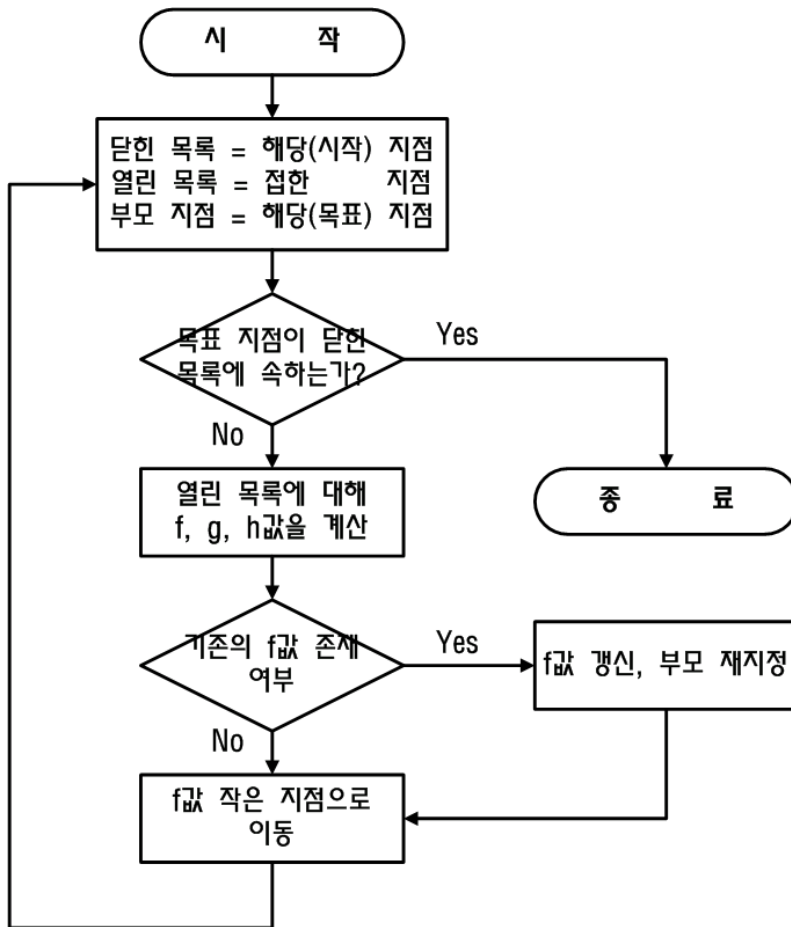 시 작
닫힌 목록 = 해당(시작) 지점
열린 목록 = 접한 지점
부모 지점 = 해당(목표) 지점
목표 지점이 닫힌
목록에 속하는가?
Yes
No
열린 목록에 대해
f, g, h값을 계산
종 료
기존의 f값 존재
여부
Yes
f값 갱신, 부모 재지정
No
f값 작은 지점으로
이동